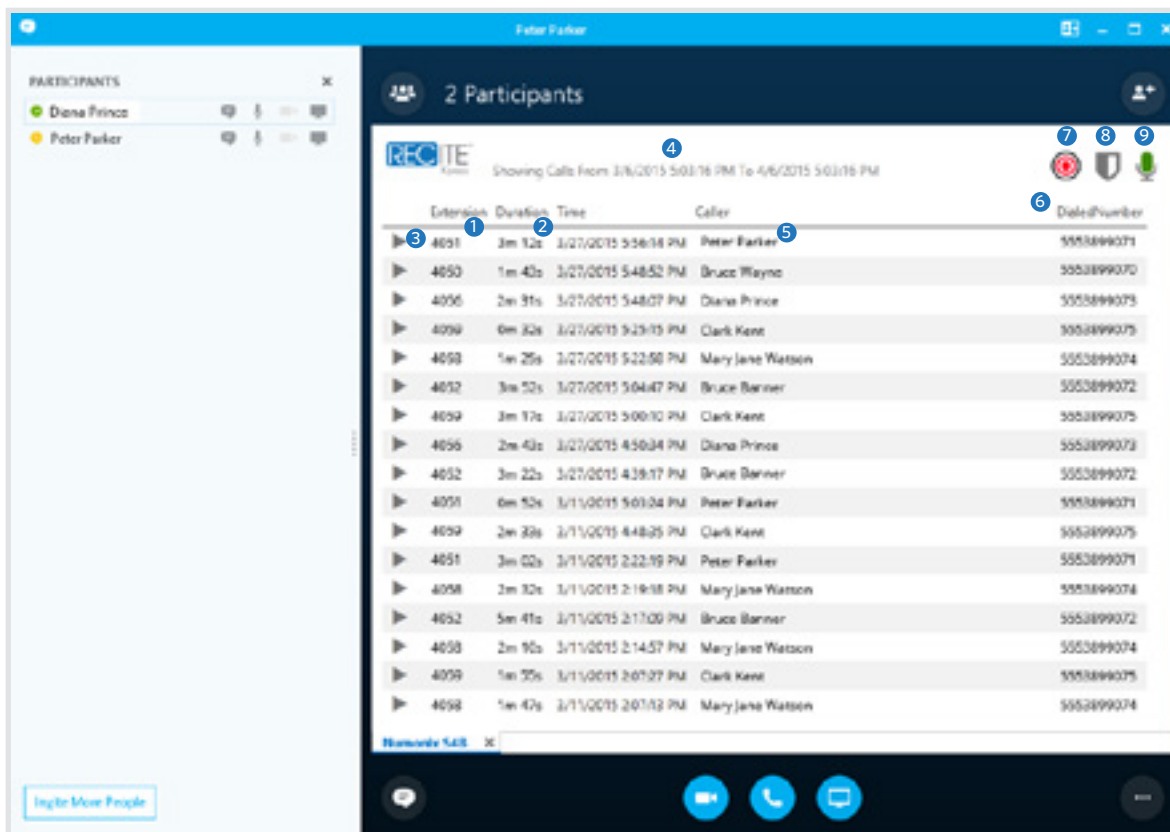 Peter Parker
PARTICIPANTS
Diana Prince
Peter Parker
2 Participants
RECITE
7 8 9
4
Showing Calls From 3/6/2015 5:03:16 PM To 4/6/2015 5:03:16 PM
6
Extension Duration Time Caller DialedNumber
1 2 5
3 4051 3m 12s 3/27/2015 5:56:14 PM Peter Parker 5553899071
4050 1m 43s 3/27/2015 5:48:52 PM Bruce Wayne 5553899070
4056 2m 31s 3/27/2015 5:48:07 PM Diana Prince 5553899073
4059 0m 32s 3/27/2015 5:25:15 PM Clark Kent 5553899075
4058 1m 25s 3/27/2015 5:22:58 PM Mary Jane Watson 5553899074
4052 3m 52s 3/27/2015 5:04:47 PM Bruce Banner 5553899072
4059 3m 17s 3/27/2015 5:00:10 PM Clark Kent 5553899075
4056 2m 43s 3/27/2015 4:50:34 PM Diana Prince 5553899073
4052 3m 22s 3/27/2015 4:39:17 PM Bruce Banner 5553899072
4051 0m 52s 3/11/2015 5:03:24 PM Peter Parker 5553899071
4059 2m 33s 3/11/2015 4:48:35 PM Clark Kent 5553899075
4051 3m 02s 3/11/2015 2:22:19 PM Peter Parker 5553899071
4058 2m 32s 3/11/2015 2:19:18 PM Mary Jane Watson 5553899074
4052 5m 41s 3/11/2015 2:17:09 PM Bruce Banner 5553899072
4058 2m 10s 3/11/2015 2:14:57 PM Mary Jane Watson 5553899074
4059 1m 55s 3/11/2015 2:07:27 PM Clark Kent 5553899075
4058 1m 47s 3/11/2015 2:07:13 PM Mary Jane Watson 5553899074
Numonix
Invite More People